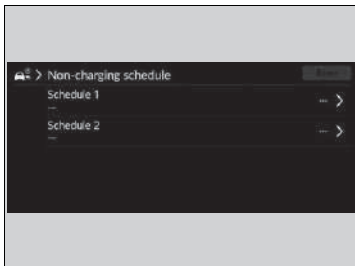 Non-charging schedule
Schedule 1
---
--- 
Schedule 2
---
---